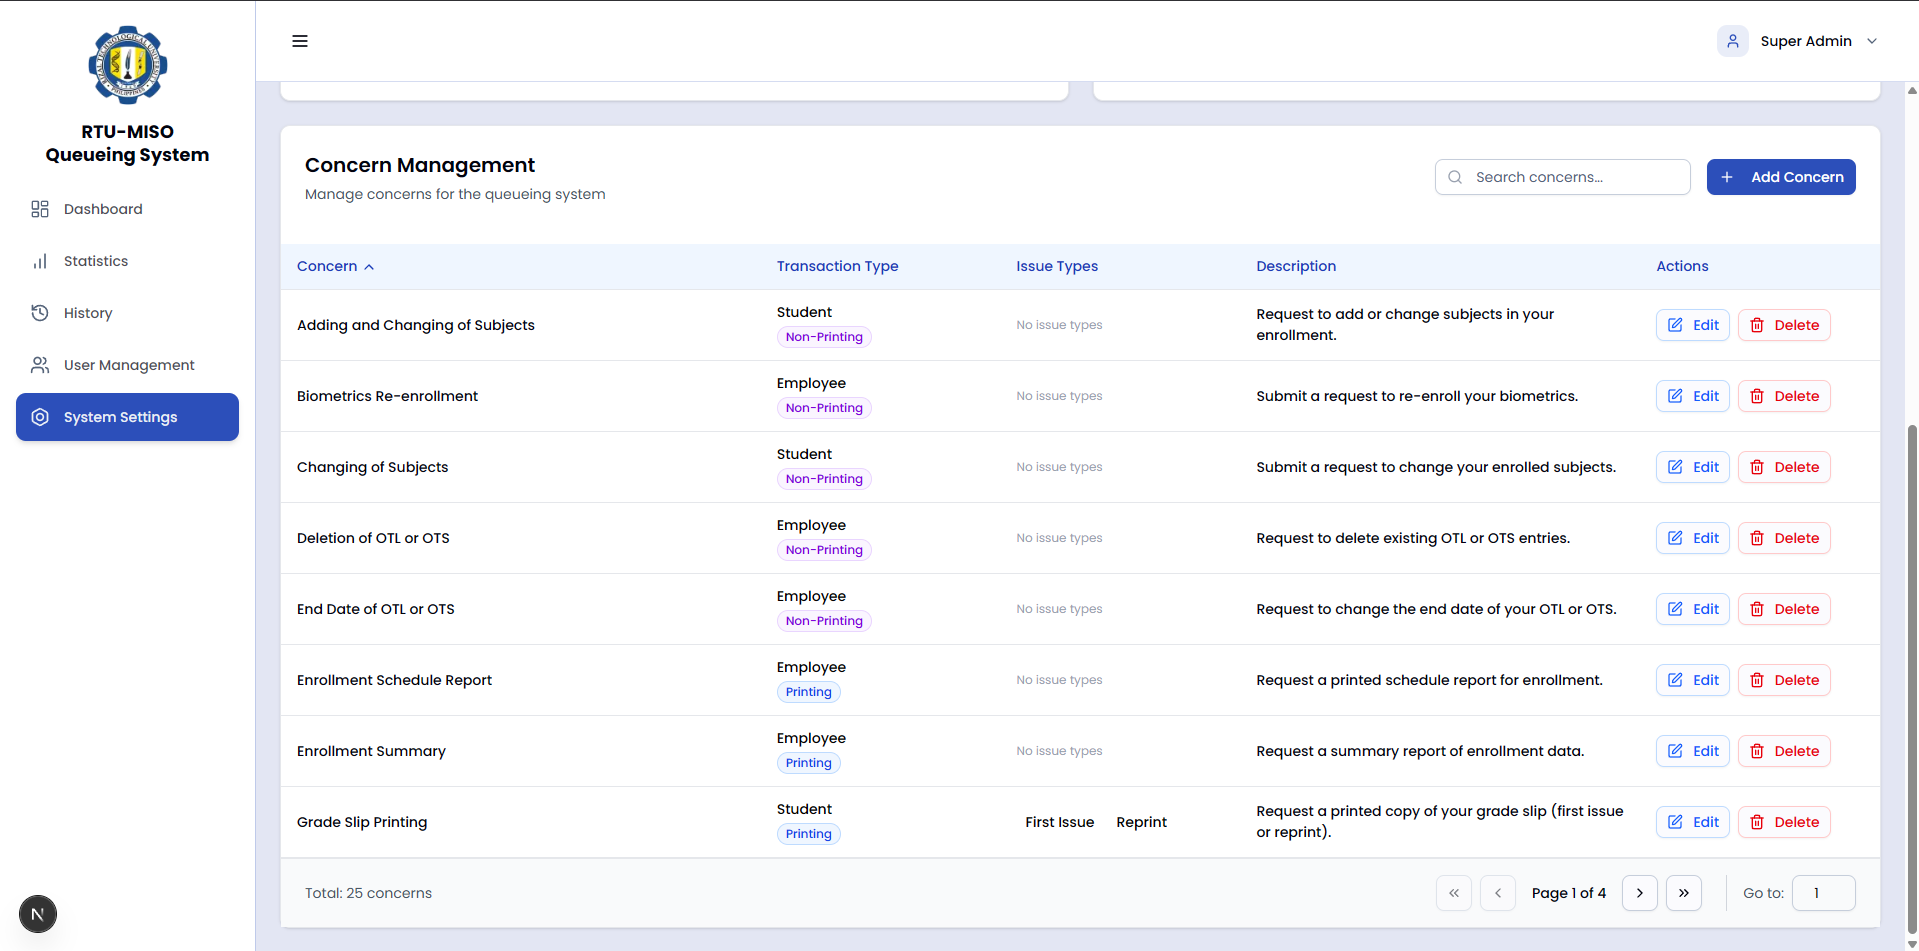 RIZAL TECHNOLOGICAL UNIVERSITY
PHILIPPINES
RTU-MISO
Queueing System
Dashboard
Statistics
History
User Management
System Settings
N
Super Admin
Concern Management
Manage concerns for the queueing system
Search concerns...
Add Concern
Concern Transaction Type Issue Types Description Actions
Adding and Changing of Subjects
Student
Non-Printing
No issue types
Request to add or change subjects in your
enrollment.
Edit Delete
Biometrics Re-enrollment
Employee
Non-Printing
No issue types
Submit a request to re-enroll your biometrics.
Edit Delete
Changing of Subjects
Student
Non-Printing
No issue types
Submit a request to change your enrolled subjects.
Edit Delete
Deletion of OTL or OTS
Employee
Non-Printing
No issue types
Request to delete existing OTL or OTS entries.
Edit Delete
End Date of OTL or OTS
Employee
Non-Printing
No issue types
Request to change the end date of your OTL or OTS.
Edit Delete
Enrollment Schedule Report
Employee
Printing
No issue types
Request a printed schedule report for enrollment.
Edit Delete
Enrollment Summary
Employee
Printing
No issue types
Request a summary report of enrollment data.
Edit Delete
Grade Slip Printing
Student
Printing
First Issue Reprint
Request a printed copy of your grade slip (first issue
or reprint).
Edit Delete
Total: 25 concerns
« ‹ Page 1 of 4 › » Go to: 1